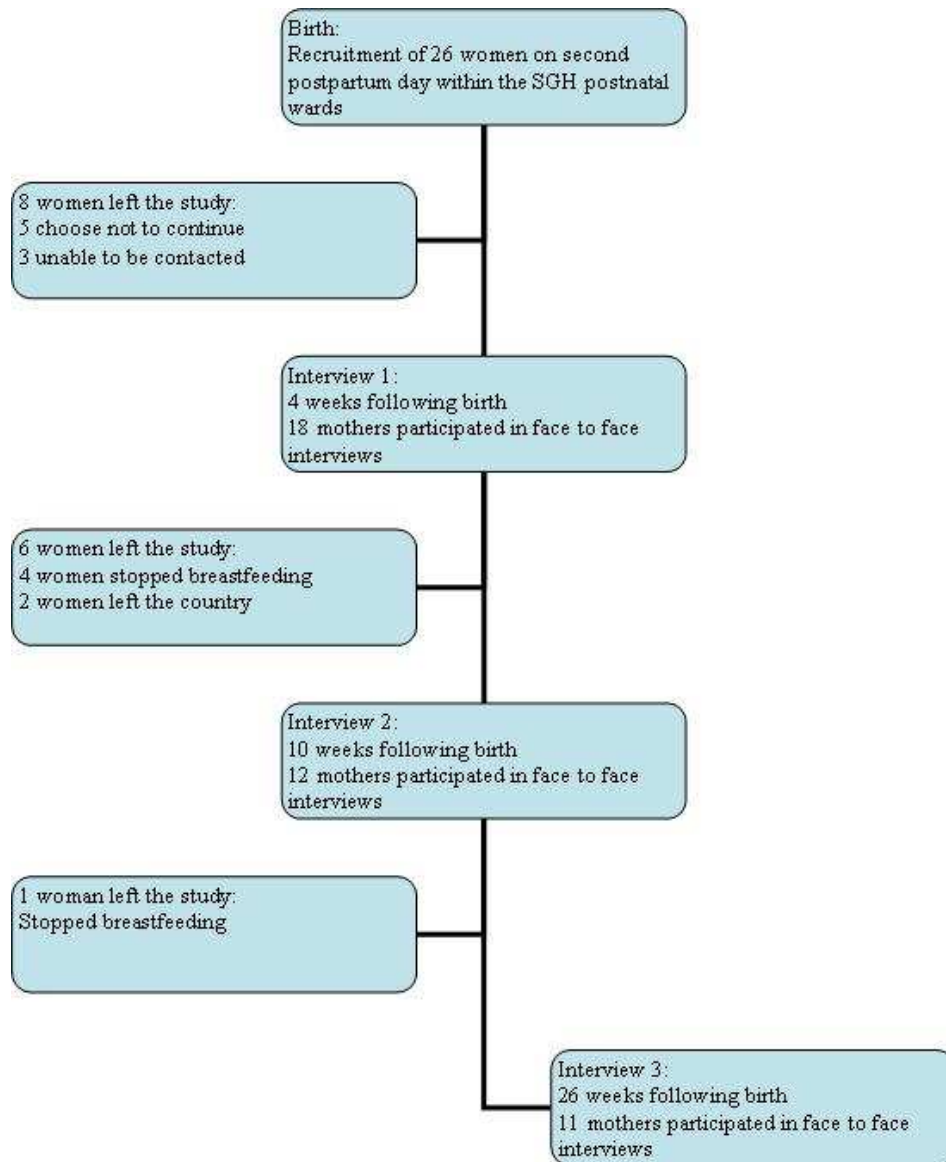 Birth:
Recruitment of 26 women on second
postpartum day within the SGH postnatal
wards
8 women left the study:
5 choose not to continue
3 unable to be contacted
Interview 1:
4 weeks following birth
18 mothers participated in face to face
interviews
6 women left the study:
4 women stopped breastfeeding
2 women left the country
Interview 2:
10 weeks following birth
12 mothers participated in face to face
interviews
1 woman left the study:
Stopped breastfeeding
Interview 3:
26 weeks following birth
11 mothers participated in face to face
interviews